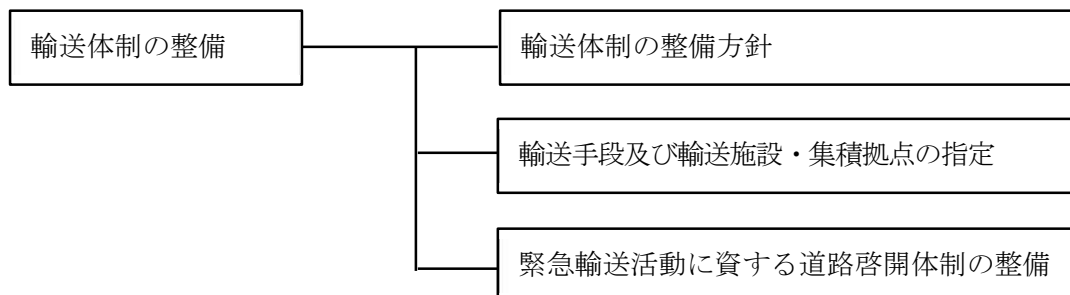 輸送体制の整備
輸送体制の整備方針
輸送手段及び輸送施設・集積拠点の指定
緊急輸送活動に資する道路啓開体制の整備